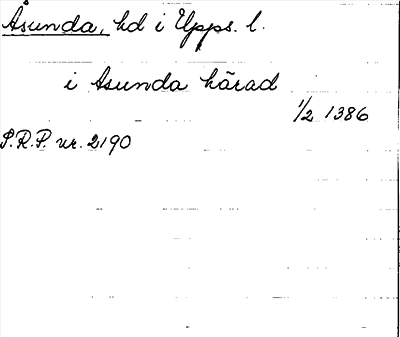 Åsunda, hd i Upps. l.
i Asunda härad
1/2 1386
S.R.P. nr. 2190